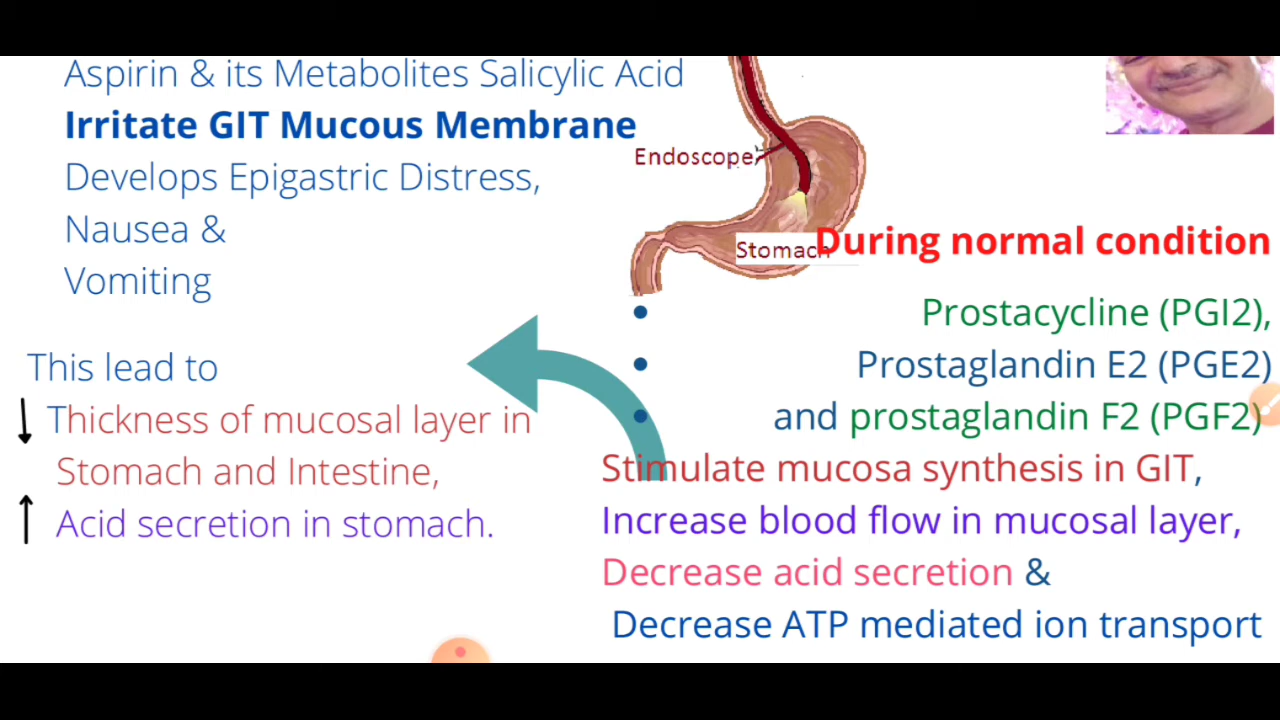 Aspirin & its Metabolites Salicylic Acid
Irritate GIT Mucous Membrane
Develops Epigastric Distress,
Nausea &
Vomiting
This lead to
↓ Thickness of mucosal layer in
Stomach and Intestine,
↑ Acid secretion in stomach.
Endoscope
Stomach
During normal condition
• Prostacycline (PGI2),
• Prostaglandin E2 (PGE2)
• and prostaglandin F2 (PGF2)
Stimulate mucosa synthesis in GIT,
Increase blood flow in mucosal layer,
Decrease acid secretion &
Decrease ATP mediated ion transport